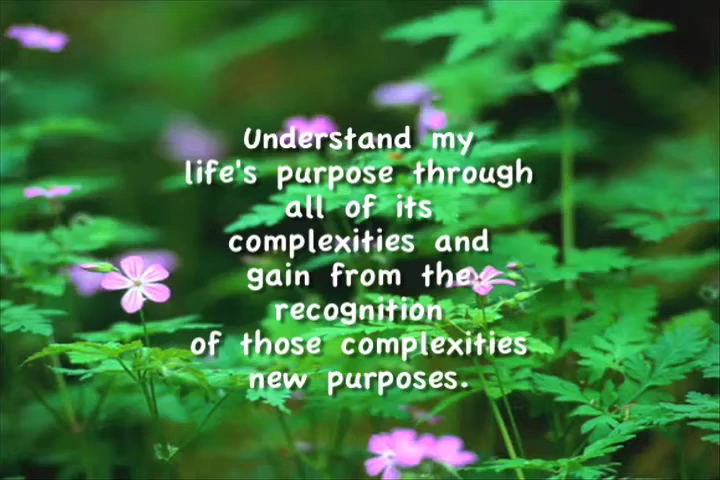 Understand my
life's purpose through
all of its
complexities and
gain from the
recognition
of those complexities
new purposes.